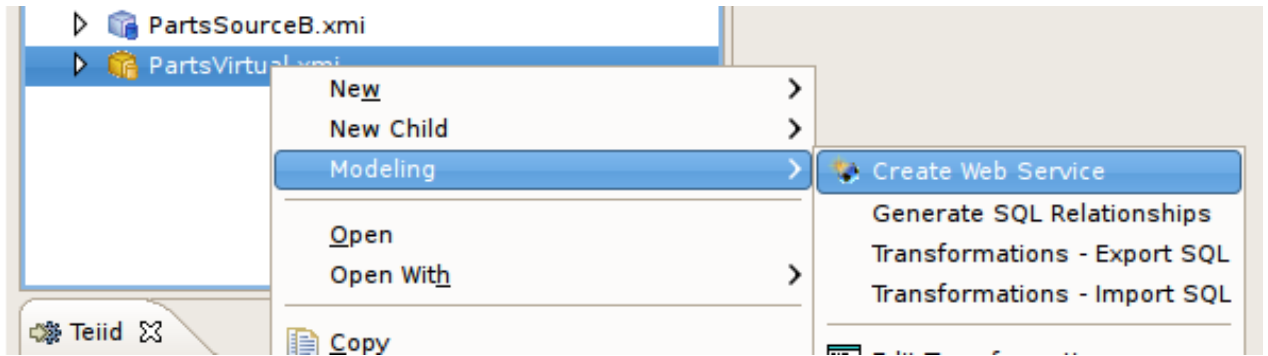 PartsSourceB.xmi
PartsVirtual.xmi
New
New Child
Modeling
Create Web Service
Generate SQL Relationships
Transformations - Export SQL
Transformations - Import SQL
Open
Open With
Teiid
Copy